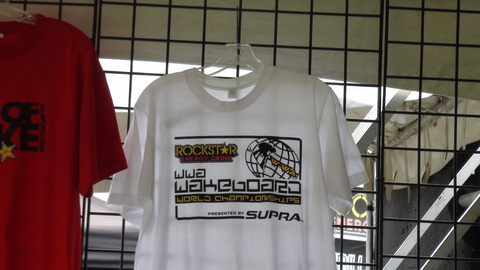 ROCKSTAR
ENERGY DRINK
WWA
WAKEBOARD
WORLD CHAMPIONSHIPS
PRESENTED BY SUPRA